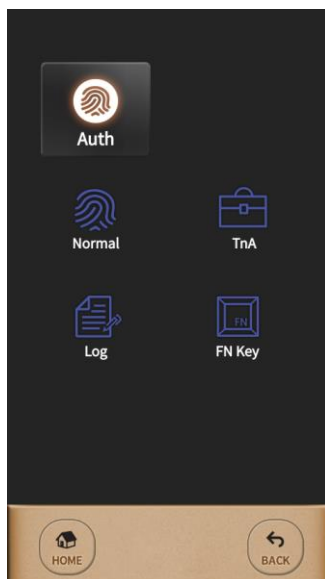 Auth
Normal
TnA
Log
FN
FN Key
HOME
BACK